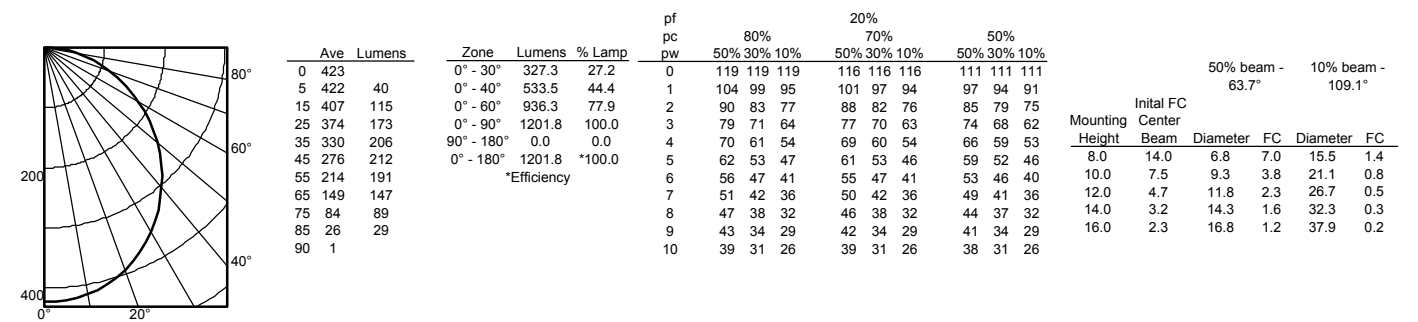 80°
60°
40°
200
400
0°
20°
Ave Lumens
0 423
5 422 40
15 407 115
25 374 173
35 330 206
45 276 212
55 214 191
65 149 147
75 84 89
85 26 29
90 1
Zone Lumens % Lamp
0° - 30° 327.3 27.2
0° - 40° 533.5 44.4
0° - 60° 936.3 77.9
0° - 90° 1201.8 100.0
90° - 180° 0.0 0.0
0° - 180° 1201.8 *100.0
*Efficiency
pf 20%
pc 80% 70% 50%
pw 50% 30% 10% 50% 30% 10% 50% 30% 10%
0 119 119 119 116 116 116 111 111 111
1 104 99 95 101 97 94 97 94 91
2 90 83 77 88 82 76 85 79 75
3 79 71 64 77 70 63 74 68 62
4 70 61 54 69 60 54 66 59 53
5 62 53 47 61 53 46 59 52 46
6 56 47 41 55 47 41 53 46 40
7 51 42 36 50 42 36 49 41 36
8 47 38 32 46 38 32 44 37 32
9 43 34 29 42 34 29 41 34 29
10 39 31 26 39 31 26 38 31 26
50% beam - 10% beam -
63.7° 109.1°
Inital FC
Mounting Center
Height Beam Diameter FC Diameter FC
8.0 14.0 6.8 7.0 15.5 1.4
10.0 7.5 9.3 3.8 21.1 0.8
12.0 4.7 11.8 2.3 26.7 0.5
14.0 3.2 14.3 1.6 32.3 0.3
16.0 2.3 16.8 1.2 37.9 0.2